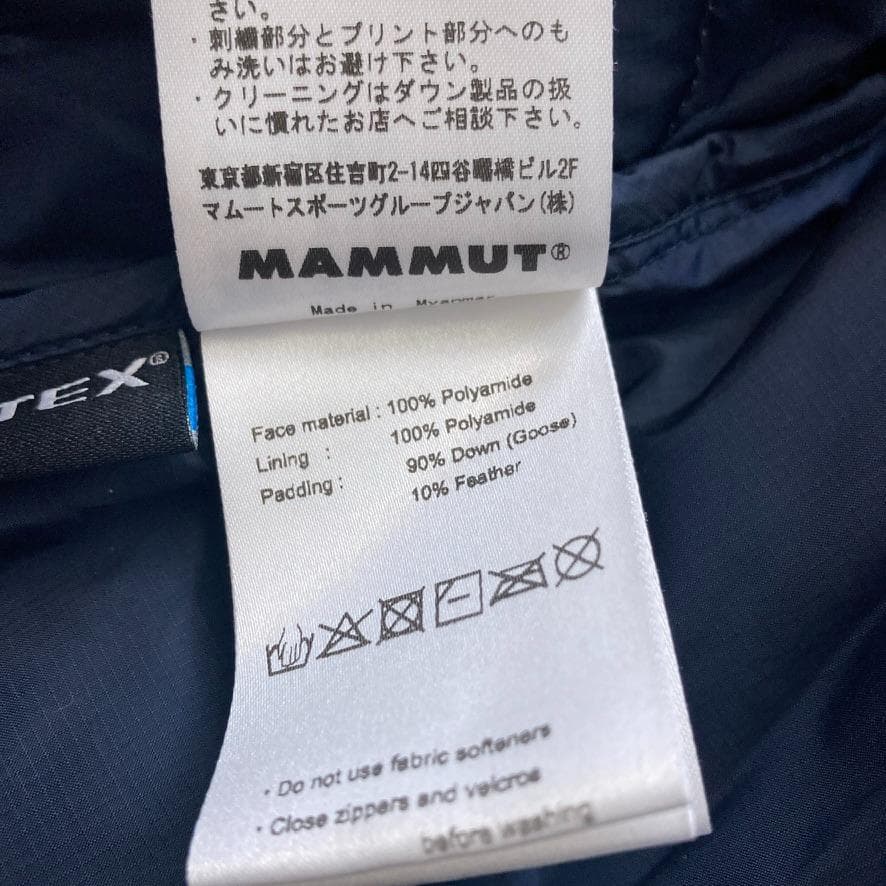 さい。
・刺繍部分とプリント部分へのも
み洗いはお避け下さい。
・クリーニングはダウン製品の扱
いに慣れたお店へご相談下さい。
東京都新宿区住吉町2-14四谷曙橋ビル2F
マムートスポーツグループジャパン(株)
MAMMUT®
Made in Myanmar
TEX®
Face material : 100% Polyamide
Lining : 100% Polyamide
Padding : 90% Down (Goose)
10% Feather
· Do not use fabric softeners
· Close zippers and velcros
before washing